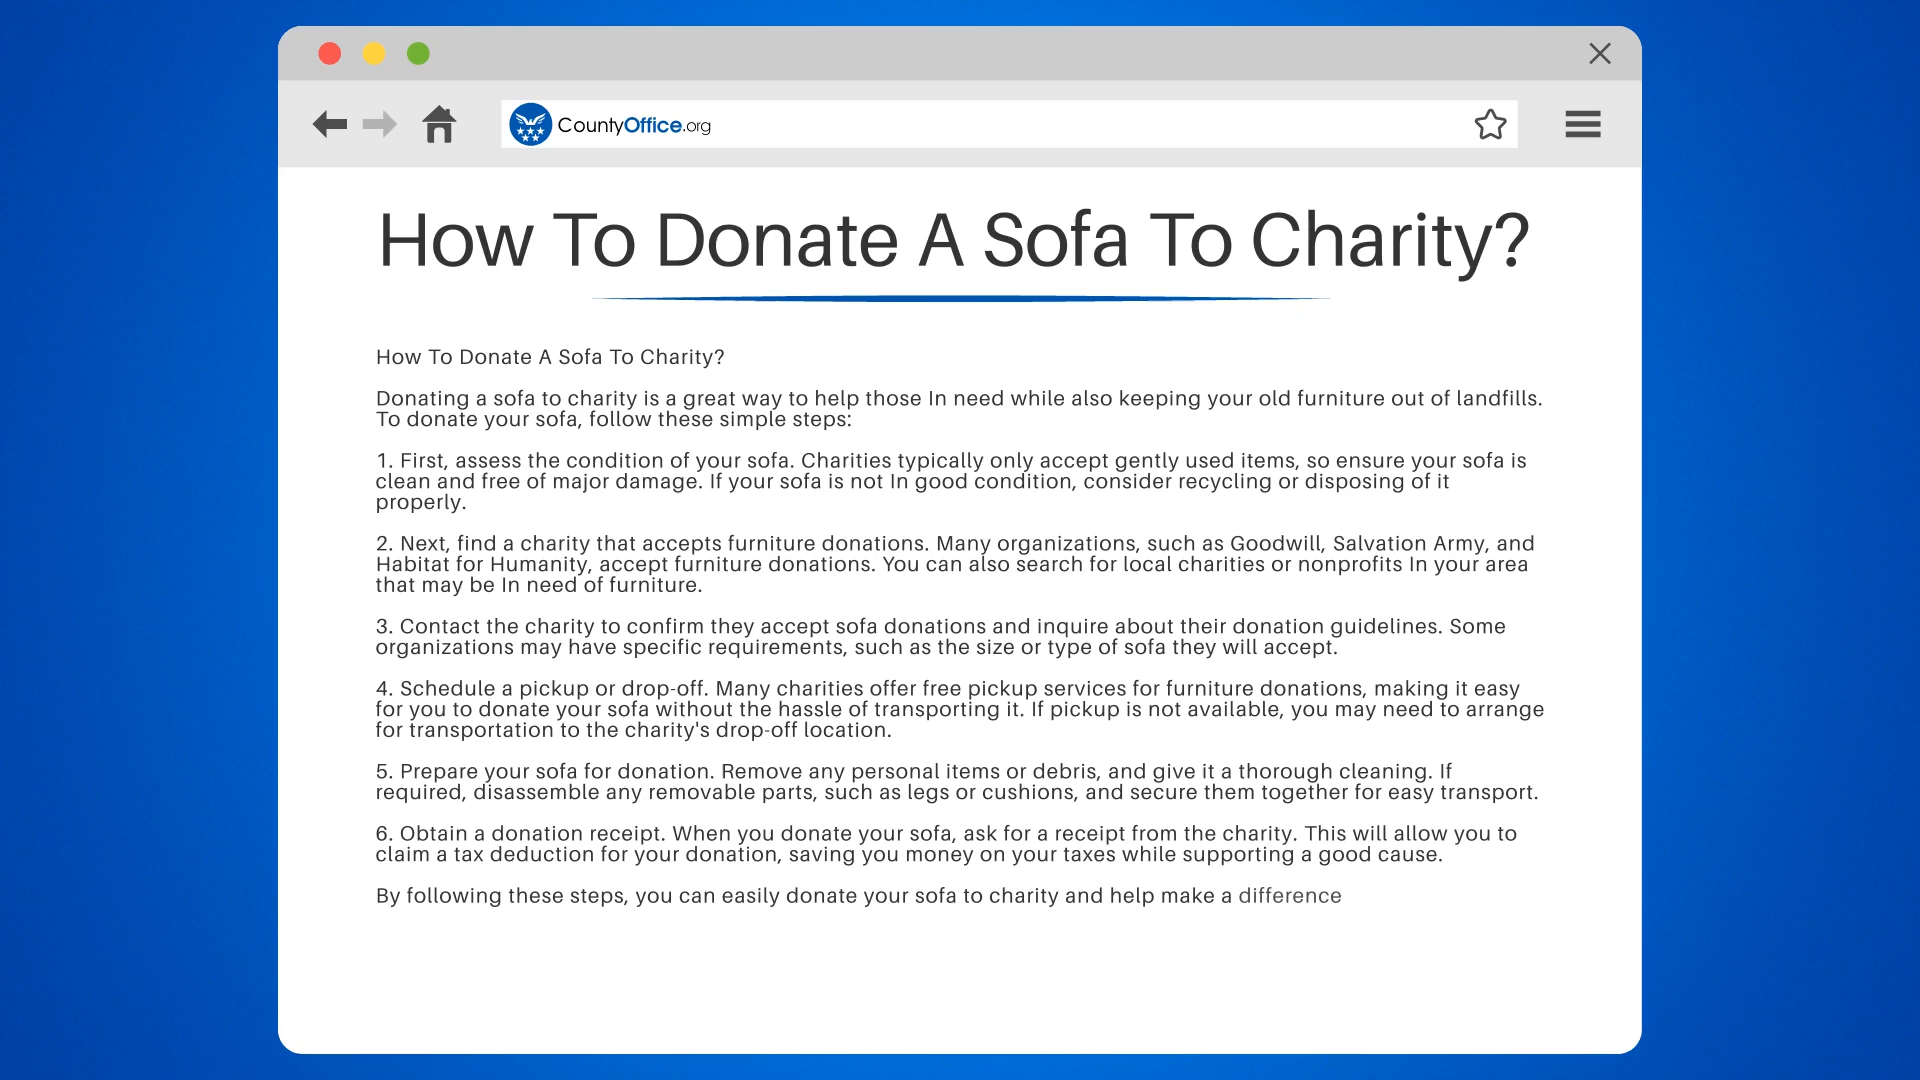 CountyOffice.org
How To Donate A Sofa To Charity?
How To Donate A Sofa To Charity?
Donating a sofa to charity is a great way to help those In need while also keeping your old furniture out of landfills.
To donate your sofa, follow these simple steps:
1. First, assess the condition of your sofa. Charities typically only accept gently used items, so ensure your sofa is
clean and free of major damage. If your sofa is not In good condition, consider recycling or disposing of it
properly.
2. Next, find a charity that accepts furniture donations. Many organizations, such as Goodwill, Salvation Army, and
Habitat for Humanity, accept furniture donations. You can also search for local charities or nonprofits In your area
that may be In need of furniture.
3. Contact the charity to confirm they accept sofa donations and inquire about their donation guidelines. Some
organizations may have specific requirements, such as the size or type of sofa they will accept.
4. Schedule a pickup or drop-off. Many charities offer free pickup services for furniture donations, making it easy
for you to donate your sofa without the hassle of transporting it. If pickup is not available, you may need to arrange
for transportation to the charity's drop-off location.
5. Prepare your sofa for donation. Remove any personal items or debris, and give it a thorough cleaning. If
required, disassemble any removable parts, such as legs or cushions, and secure them together for easy transport.
6. Obtain a donation receipt. When you donate your sofa, ask for a receipt from the charity. This will allow you to
claim a tax deduction for your donation, saving you money on your taxes while supporting a good cause.
By following these steps, you can easily donate your sofa to charity and help make a difference